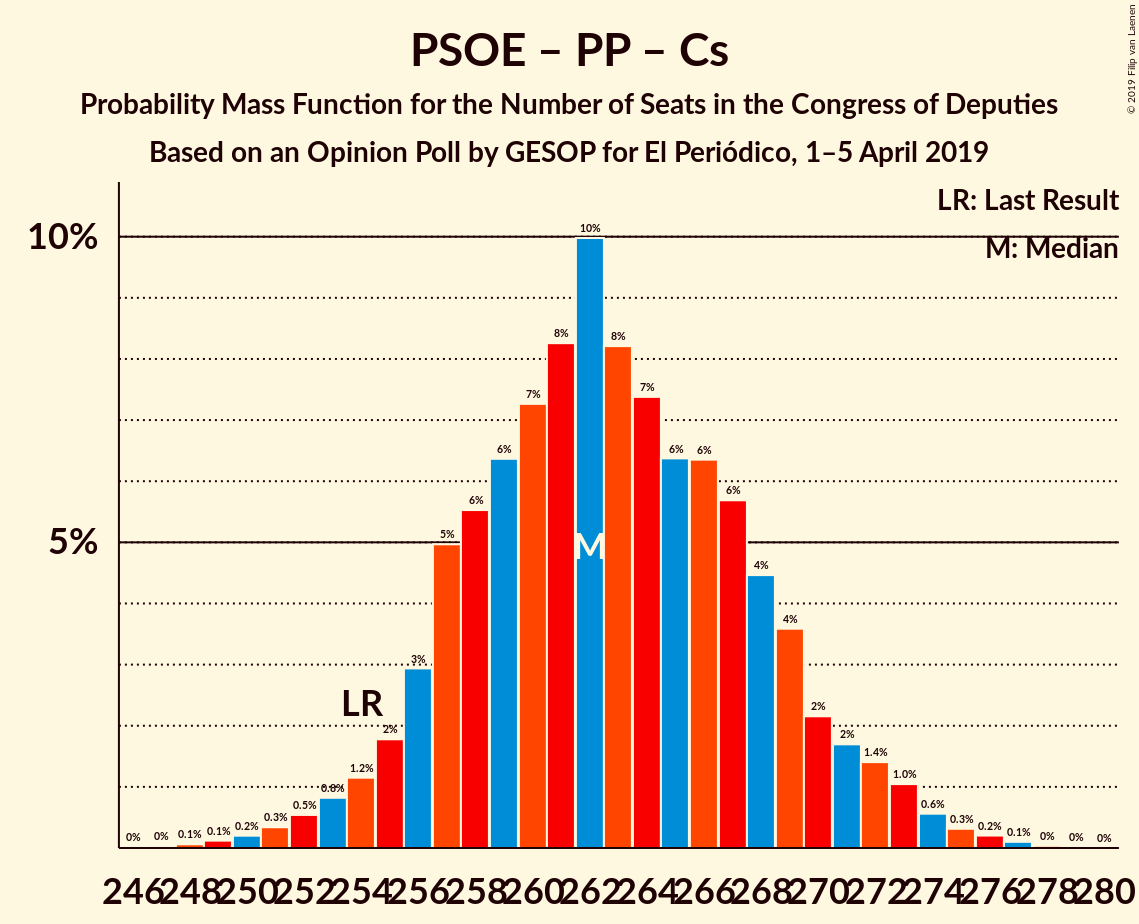 PSOE – PP – Cs
Probability Mass Function for the Number of Seats in the Congress of Deputies
Based on an Opinion Poll by GESOP for El Periódico, 1–5 April 2019
© 2019 Filip van Laenen
LR: Last Result
M: Median
10%
5%
0% 0% 0.1% 0.1% 0.2% 0.3% 0.5% 0.8% 1.2% 2% 3% 5% 6% 6% 7% 8% 10% 8% 7% 6% 6% 6% 4% 4% 2% 2% 1.4% 1.0% 0.6% 0.3% 0.2% 0.1% 0% 0% 0%
LR
M
246 248 250 252 254 256 258 260 262 264 266 268 270 272 274 276 278 280